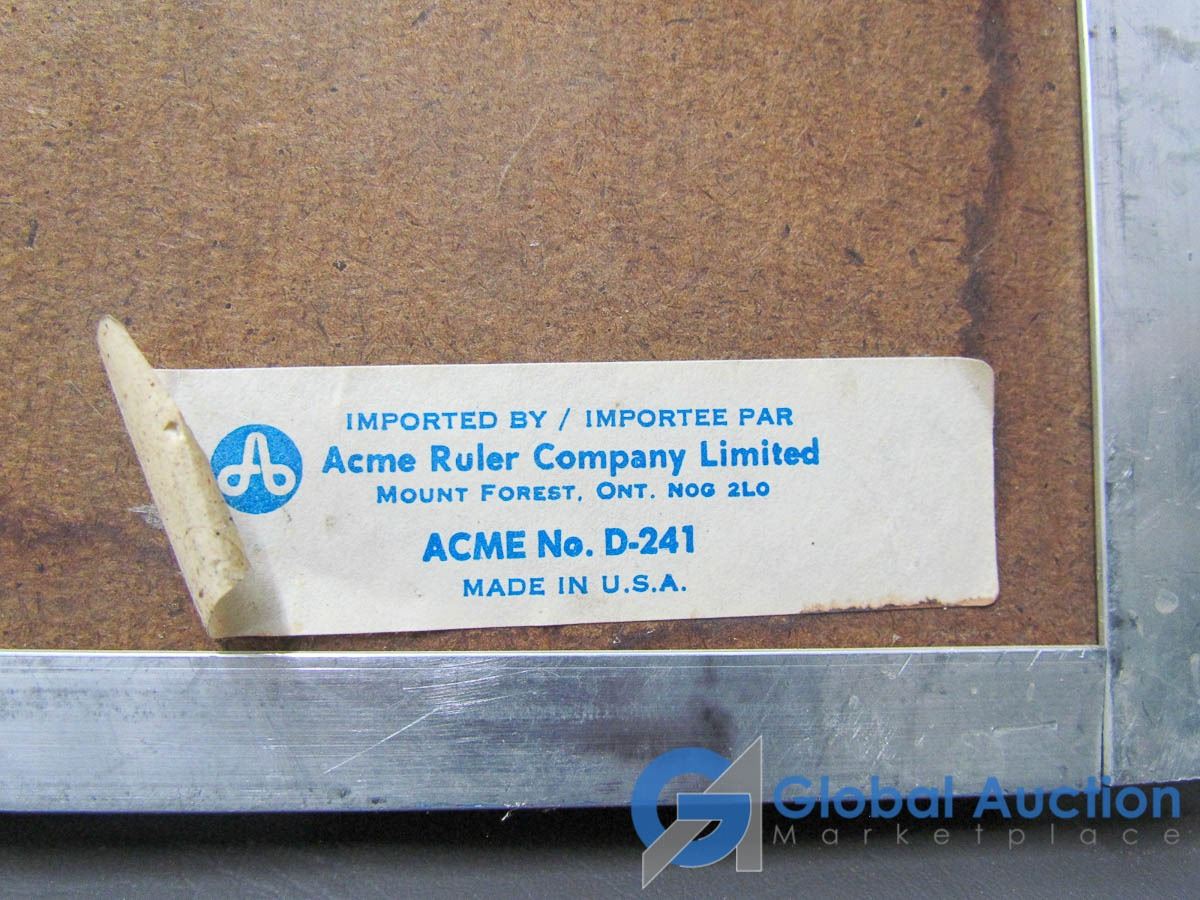 IMPORTED BY / IMPORTEE PAR
Acme Ruler Company Limited
MOUNT FOREST, ONT. N0G 2L0
ACME No. D-241
MADE IN U.S.A.
Global Auction
Marketplace